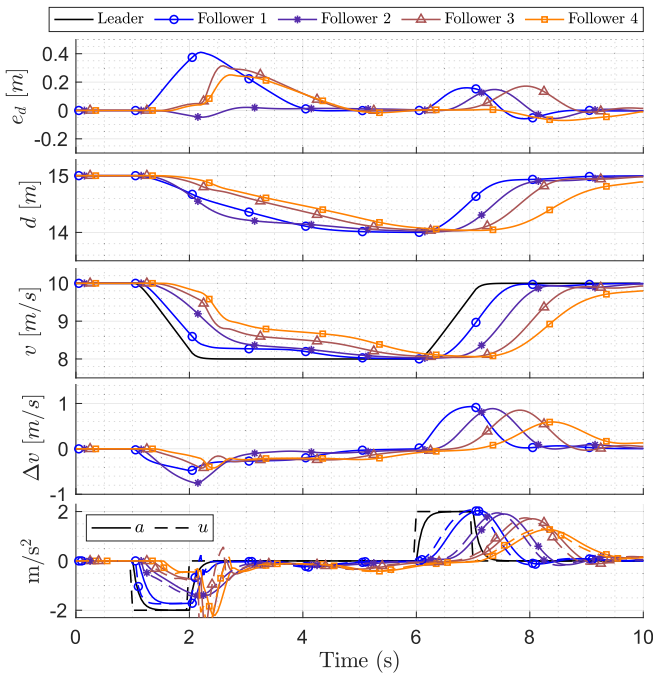 Leader Follower 1 Follower 2 Follower 3 Follower 4
e_d [m]
0.4
0.2
0
-0.2
d [m]
15
14
v [m/s]
10
9
8
Δv [m/s]
1
0
-1
m/s²
a u
2
0
-2
0 2 4 6 8 10
Time (s)